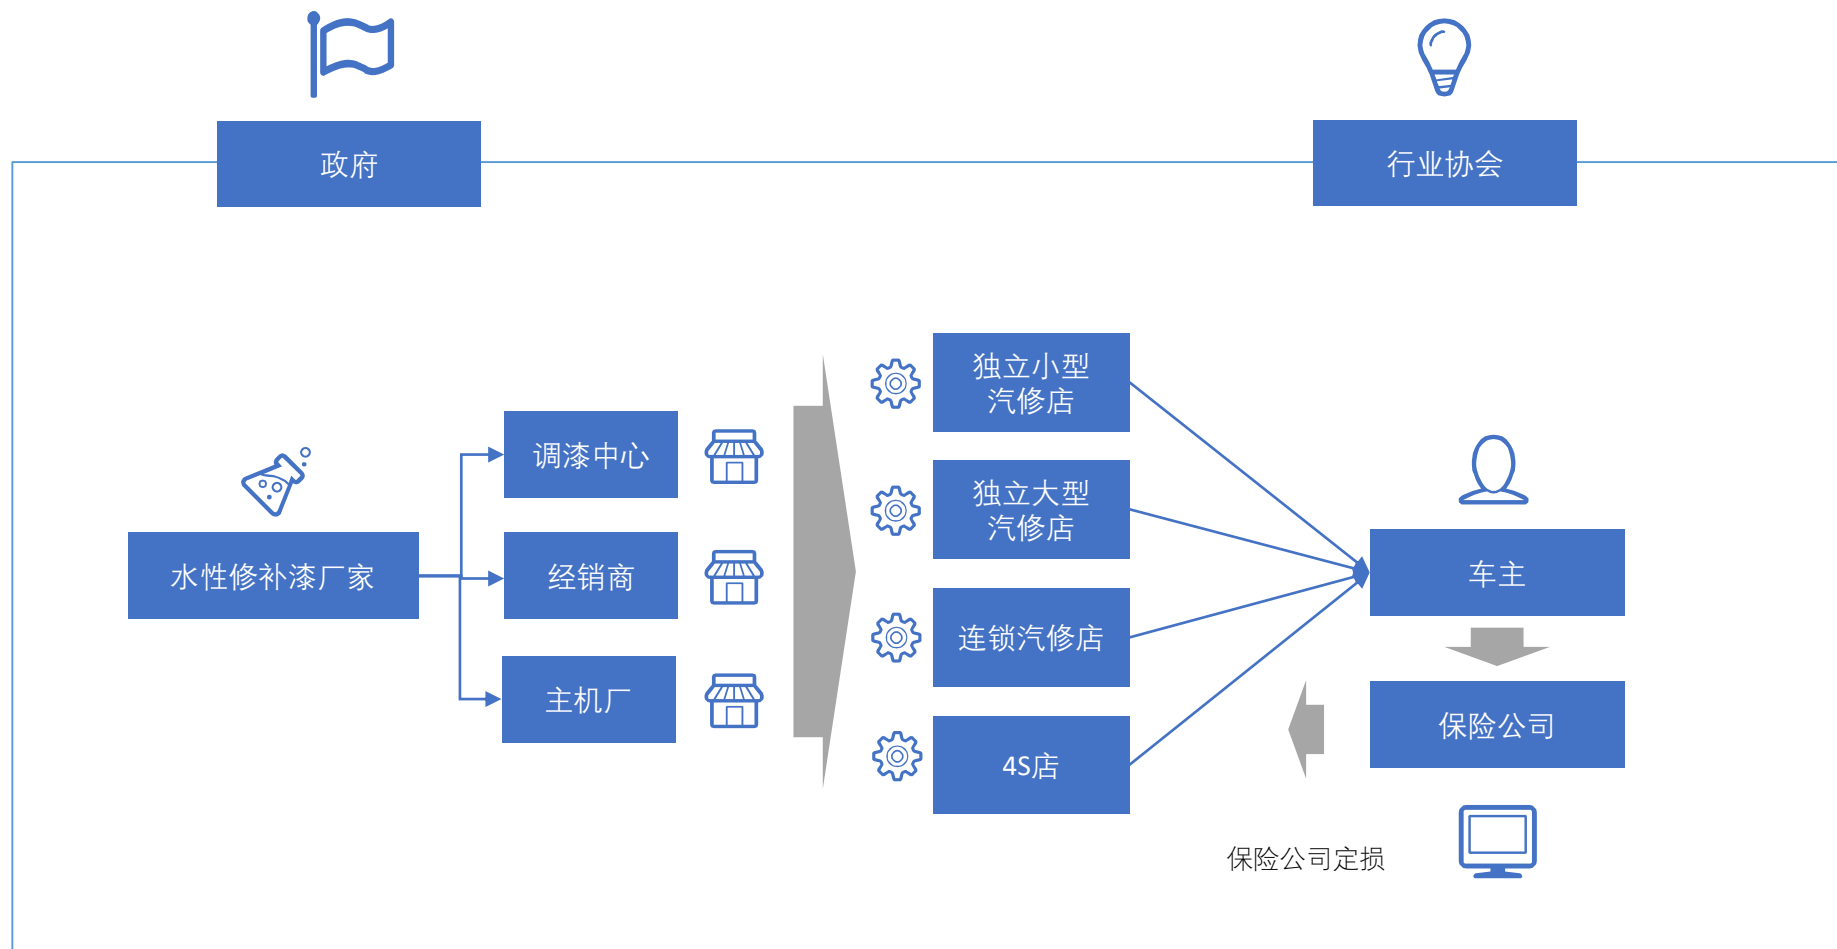 政府
行业协会
独立小型
汽修店
调漆中心
独立大型
汽修店
水性修补漆厂家
经销商
车主
连锁汽修店
主机厂
保险公司
4S店
保险公司定损